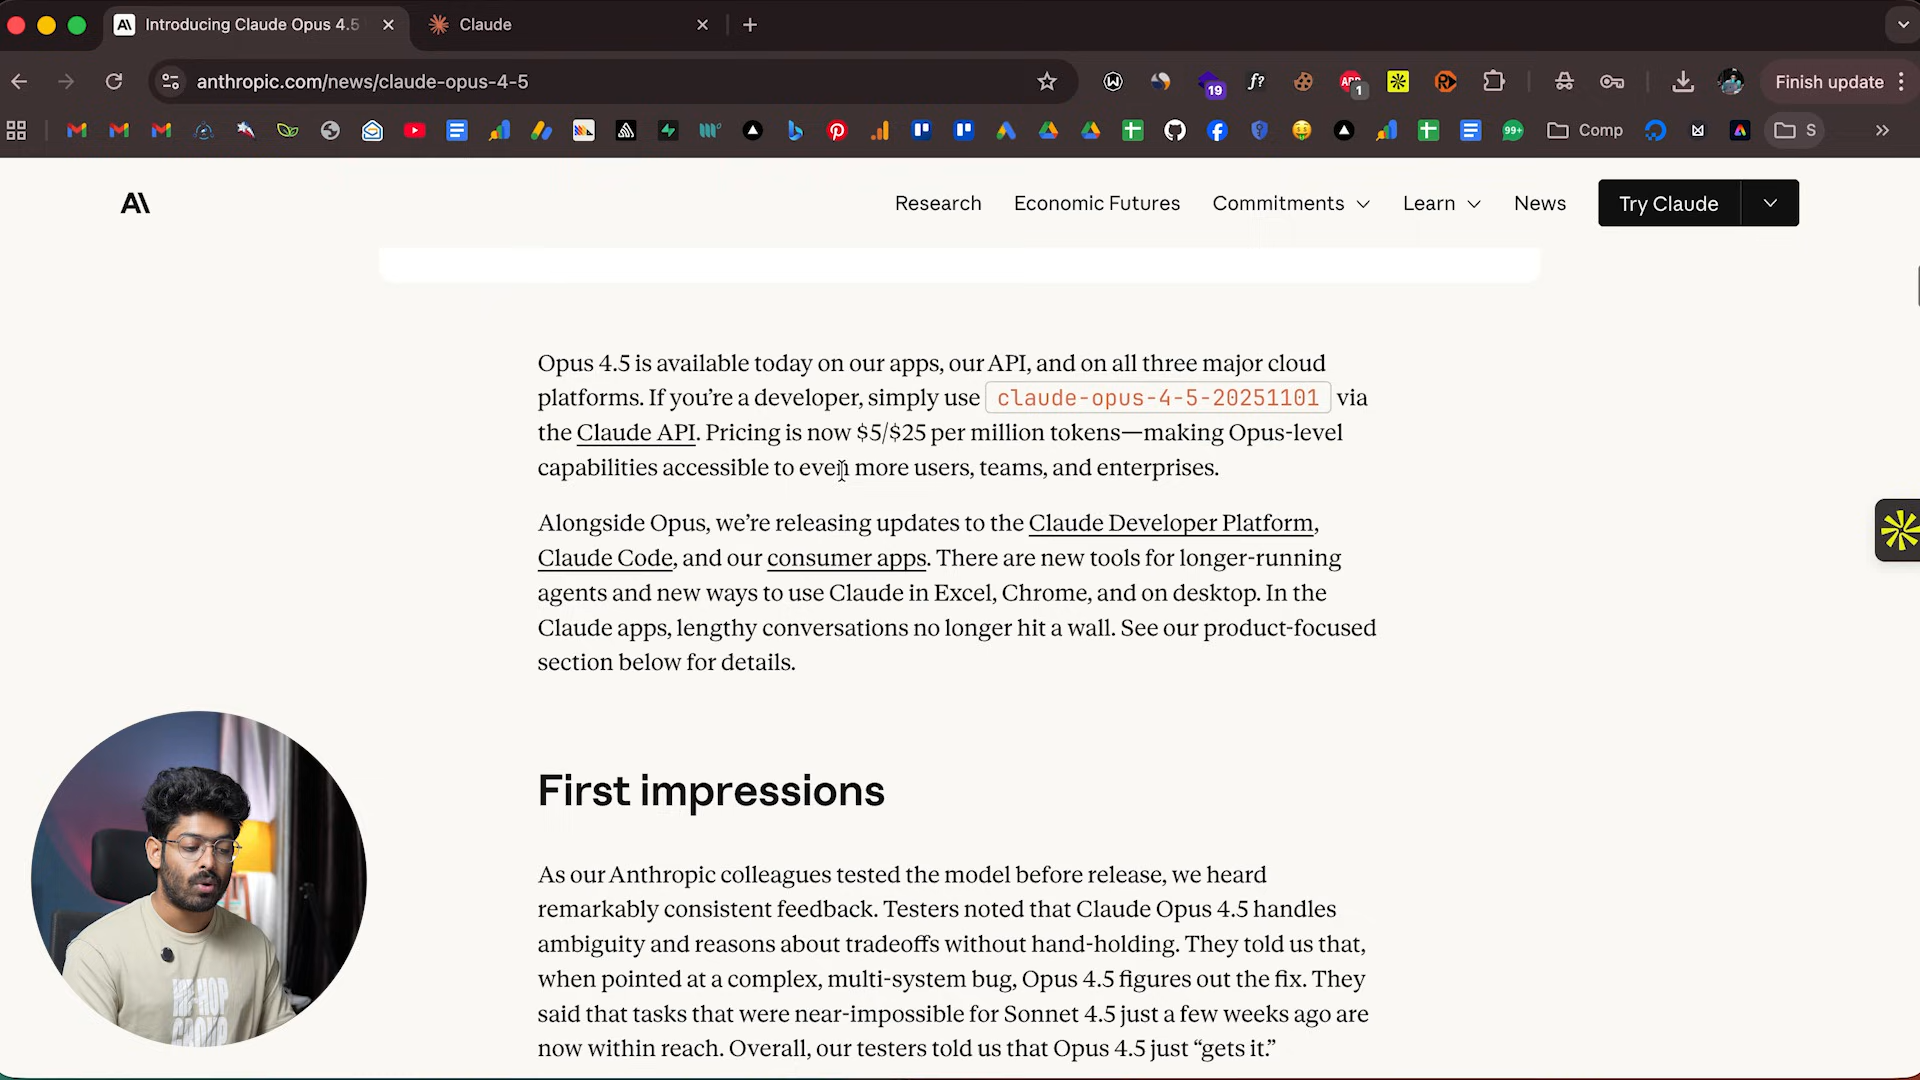 Introducing Claude Opus 4.5
Claude
anthropic.com/news/claude-opus-4-5
19
f?
ABP
1
Finish update
99+
Comp
S
Research
Economic Futures
Commitments
Learn
News
Try Claude
Opus 4.5 is available today on our apps, our API, and on all three major cloud
platforms. If you’re a developer, simply use claude-opus-4-5-20251101 via
the Claude API. Pricing is now $5/$25 per million tokens—making Opus-level
capabilities accessible to even more users, teams, and enterprises.
Alongside Opus, we’re releasing updates to the Claude Developer Platform,
Claude Code, and our consumer apps. There are new tools for longer-running
agents and new ways to use Claude in Excel, Chrome, and on desktop. In the
Claude apps, lengthy conversations no longer hit a wall. See our product-focused
section below for details.
First impressions
As our Anthropic colleagues tested the model before release, we heard
remarkably consistent feedback. Testers noted that Claude Opus 4.5 handles
ambiguity and reasons about tradeoffs without hand-holding. They told us that,
when pointed at a complex, multi-system bug, Opus 4.5 figures out the fix. They
said that tasks that were near-impossible for Sonnet 4.5 just a few weeks ago are
now within reach. Overall, our testers told us that Opus 4.5 just “gets it.”